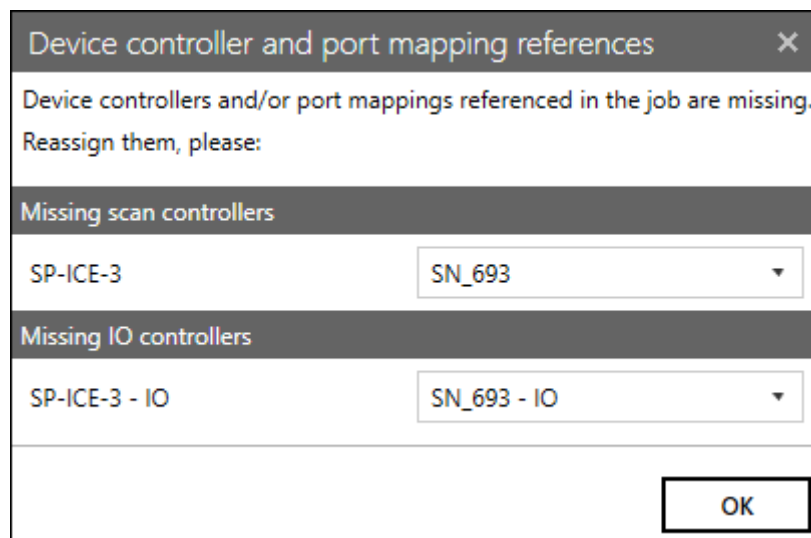 Device controller and port mapping references
Device controllers and/or port mappings referenced in the job are missing.
Reassign them, please:
Missing scan controllers
SP-ICE-3 SN_693
Missing IO controllers
SP-ICE-3 - IO SN_693 - IO
OK